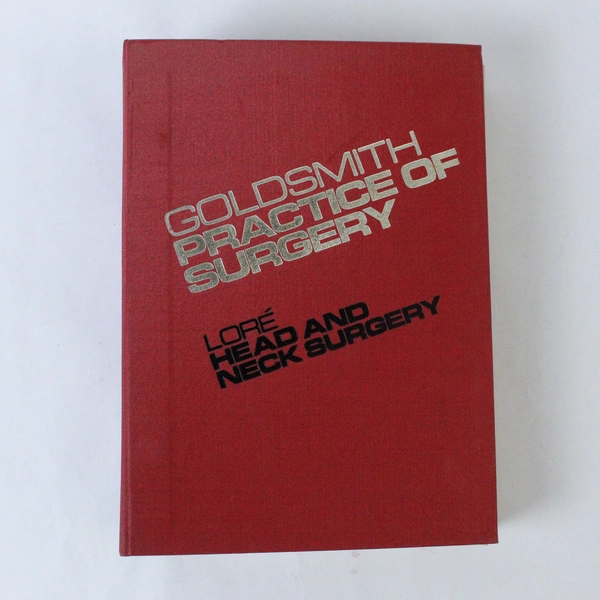 GOLDSMITH
PRACTICE OF
SURGERY
LORÉ
HEAD AND
NECK SURGERY